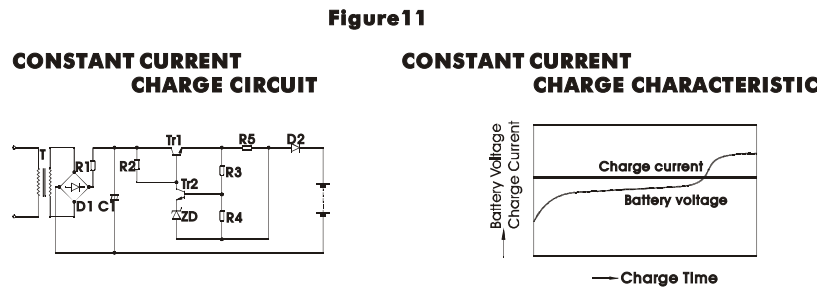 Figure11
CONSTANT CURRENT
CHARGE CIRCUIT
T
R1
D1
C1
R2
Tr1
Tr2
ZD
R5
R3
R4
D2
CONSTANT CURRENT
CHARGE CHARACTERISTIC
Battery Voltage
Charge Current
Charge current
Battery voltage
Charge Time